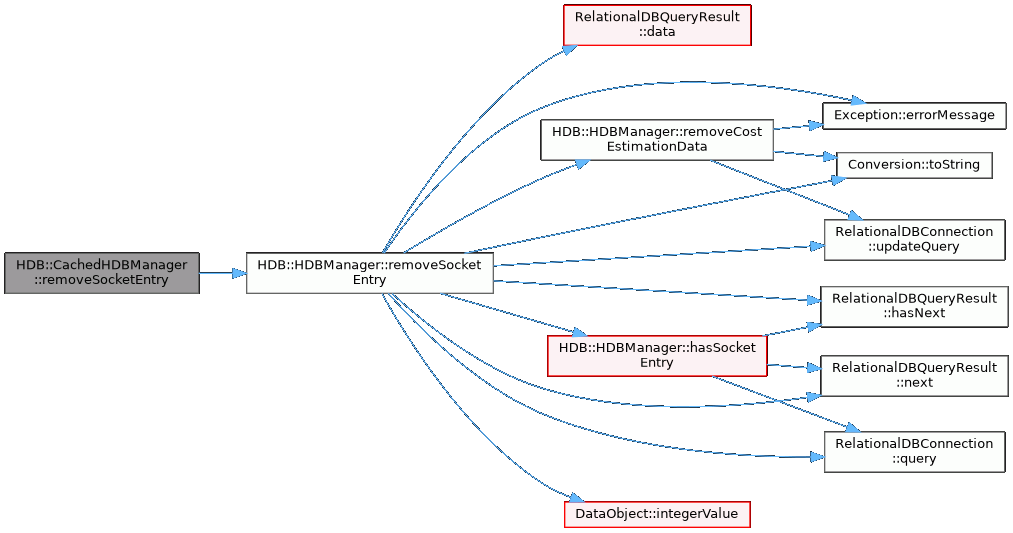 RelationalDBQueryResult
::data
Exception::errorMessage
HDB::HDBManager::removeCost
EstimationData
Conversion::toString
RelationalDBConnection
::updateQuery
HDB::CachedHDBManager
::removeSocketEntry
HDB::HDBManager::removeSocket
Entry
RelationalDBQueryResult
::hasNext
HDB::HDBManager::hasSocket
Entry
RelationalDBQueryResult
::next
RelationalDBConnection
::query
DataObject::integerValue